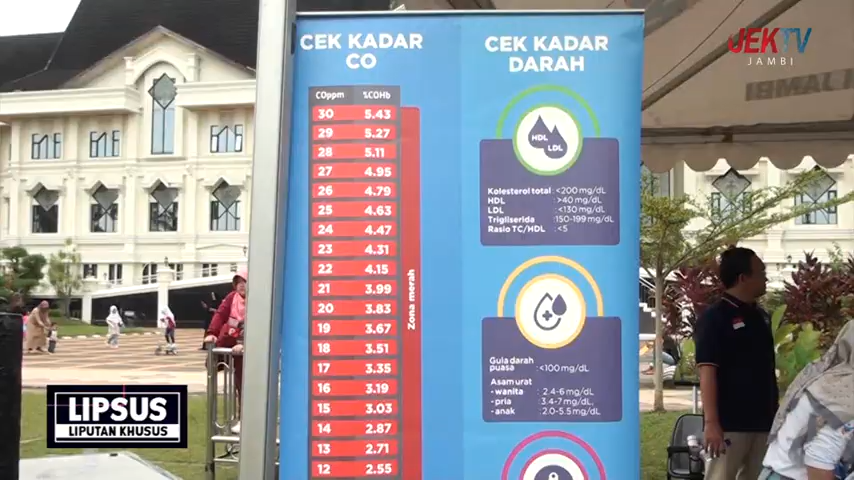 JEKTV
JAMBI
CEK KADAR
CO
COppm %COHb
30 5.43
29 5.27
28 5.11
27 4.95
26 4.79
25 4.63
24 4.47
23 4.31
22 4.15
21 3.99
20 3.83
19 3.67
18 3.51
17 3.35
16 3.19
15 3.03
14 2.87
13 2.71
12 2.55
Zona merah
CEK KADAR
DARAH
HDL
LDL
Kolesterol total : <200 mg/dL
HDL : >40 mg/dL
LDL : <130 mg/dL
Trigliserida : 150-199 mg/dL
Rasio TC/HDL : <5
Gula darah
puasa : <100 mg/dL
Asam urat
- wanita : 2.4-6 mg/dL
- pria : 3.4-7 mg/dL
- anak : 2.0-5.5 mg/dL
LIPSUS
LIPUTAN KHUSUS